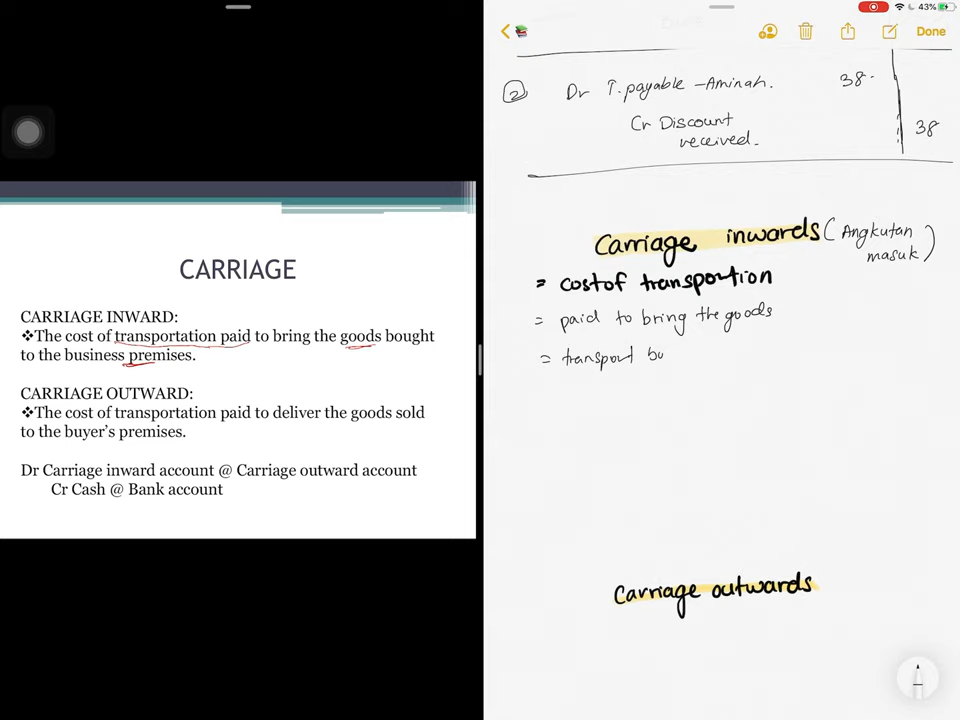 43%
Done
CARRIAGE
CARRIAGE INWARD:
❖The cost of transportation paid to bring the goods bought
to the business premises.
CARRIAGE OUTWARD:
❖The cost of transportation paid to deliver the goods sold
to the buyer's premises.
Dr Carriage inward account @ Carriage outward account
Cr Cash @ Bank account
2 Dr T. payable - Aminah. 38-
Cr Discount
received. 38
Carriage inwards (Angkutan
masuk)
= cost of transportion
= paid to bring the goods
= transport bu
Carriage outwards